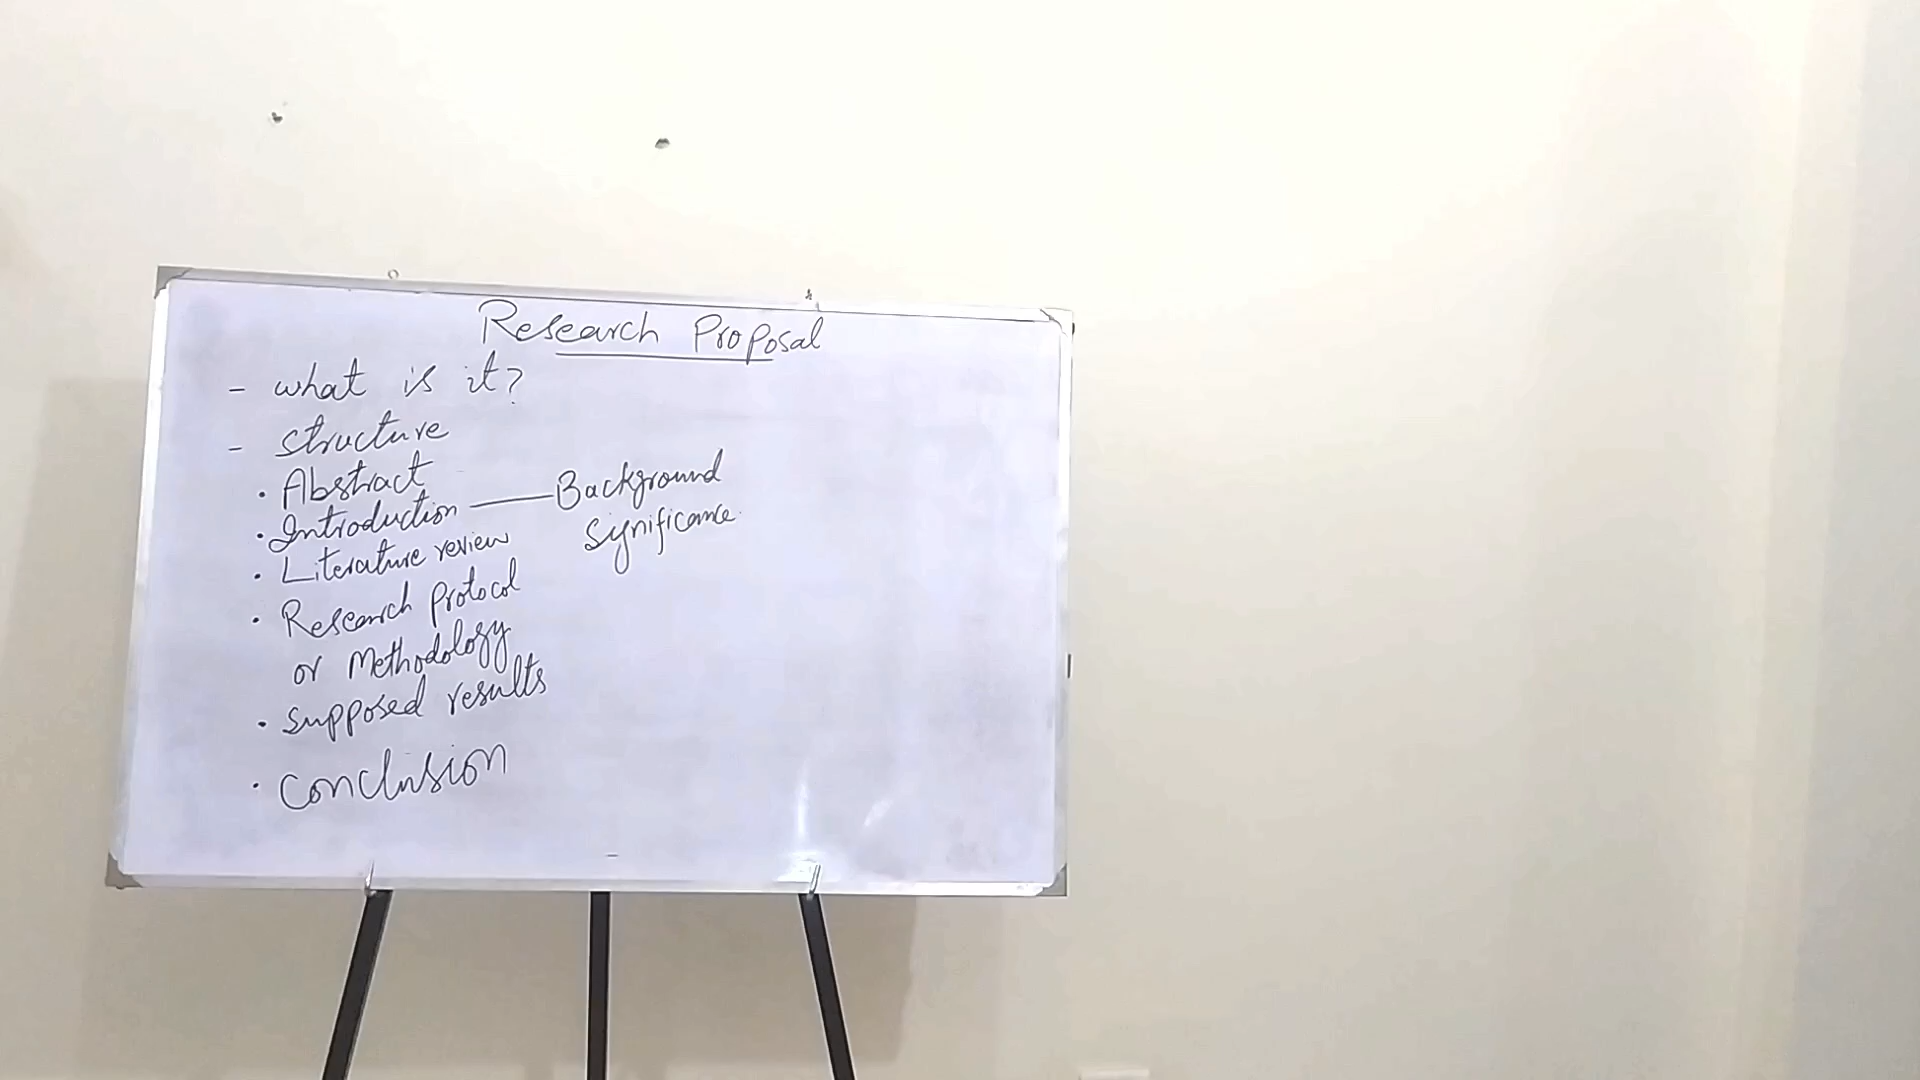 Research Proposal
- what is it?
- structure
· Abstract
· Introduction — Background
significance.
· Literature review
· Research protocol
or Methodology
· supposed results
· conclusion